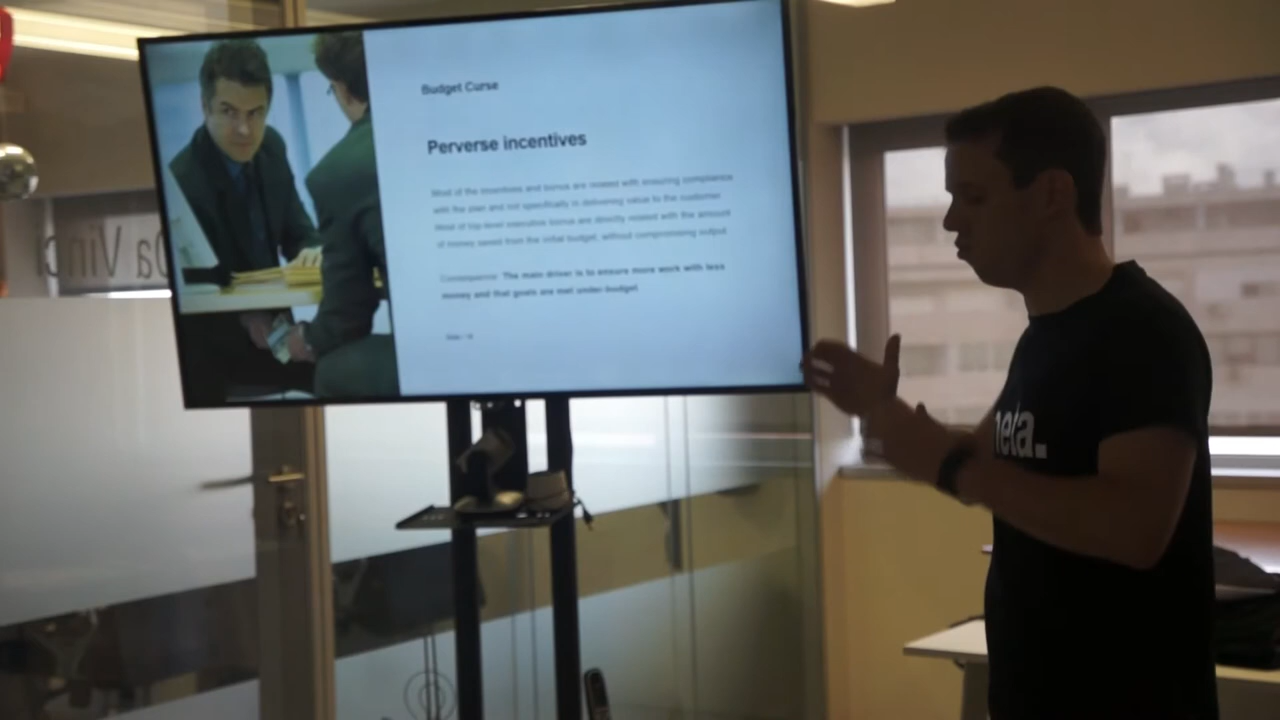 Budget Curse
Perverse incentives
Most of the incentives and bonus are related with ensuring compliance
with the plan and not specifically in delivering value to the customer.
Most of top-level executive bonus are directly related with the amount
of money saved from the initial budget, without compromising output
Consequence: The main driver is to ensure more work with less
money and that goals are met under-budget
Da Vinci
neta.